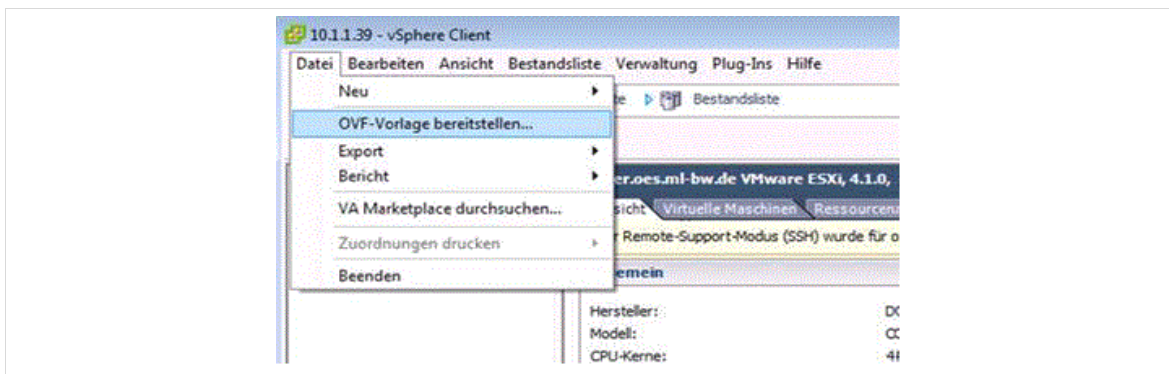 10.1.1.39 - vSphere Client
Datei Bearbeiten Ansicht Bestandsliste Verwaltung Plug-Ins Hilfe
Neu
Bestandsliste
OVF-Vorlage bereitstellen...
Export
Bericht
er.oes.ml-bw.de VMware ESXi, 4.1.0,
VA Marketplace durchsuchen...
sicht Virtuelle Maschinen Ressourcen
Remote-Support-Modus (SSH) wurde für
Zuordnungen drucken
emein
Beenden
Hersteller:
Modell:
CPU-Kerne: